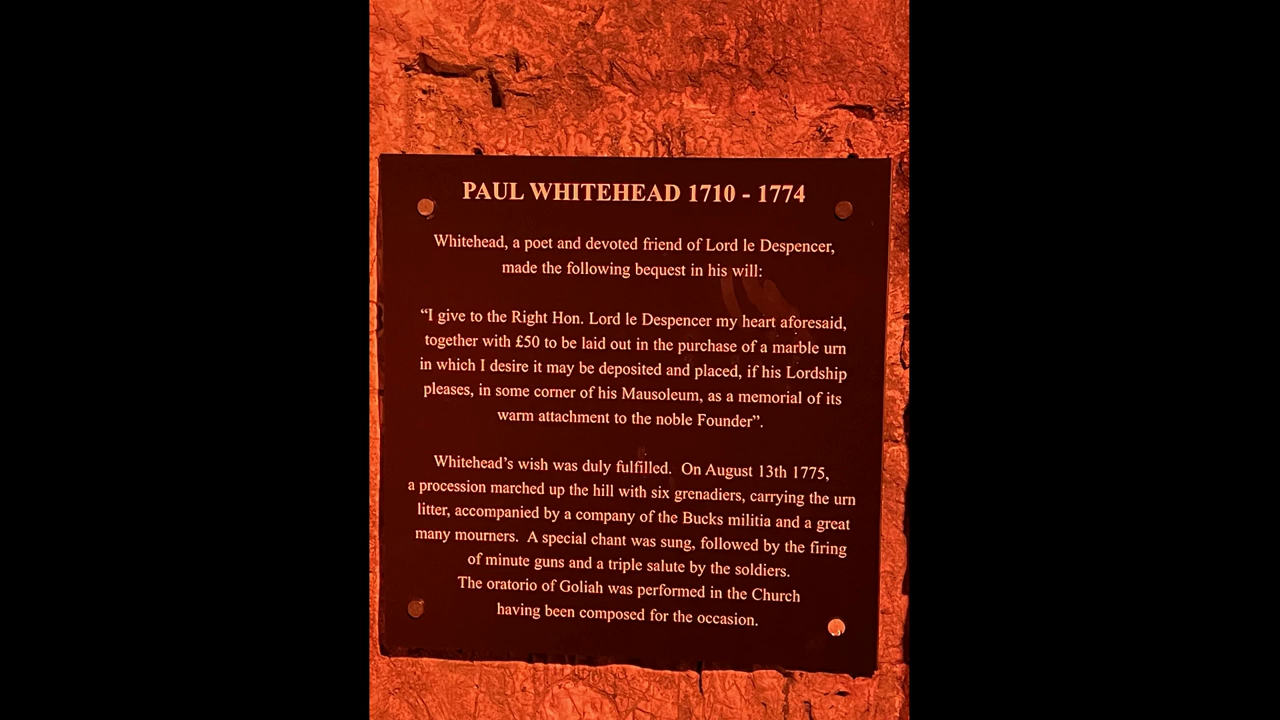 PAUL WHITEHEAD 1710 - 1774
Whitehead, a poet and devoted friend of Lord le Despencer,
made the following bequest in his will:
“I give to the Right Hon. Lord le Despencer my heart aforesaid,
together with £50 to be laid out in the purchase of a marble urn
in which I desire it may be deposited and placed, if his Lordship
pleases, in some corner of his Mausoleum, as a memorial of its
warm attachment to the noble Founder”.
Whitehead’s wish was duly fulfilled. On August 13th 1775,
a procession marched up the hill with six grenadiers, carrying the urn
litter, accompanied by a company of the Bucks militia and a great
many mourners. A special chant was sung, followed by the firing
of minute guns and a triple salute by the soldiers.
The oratorio of Goliah was performed in the Church
having been composed for the occasion.